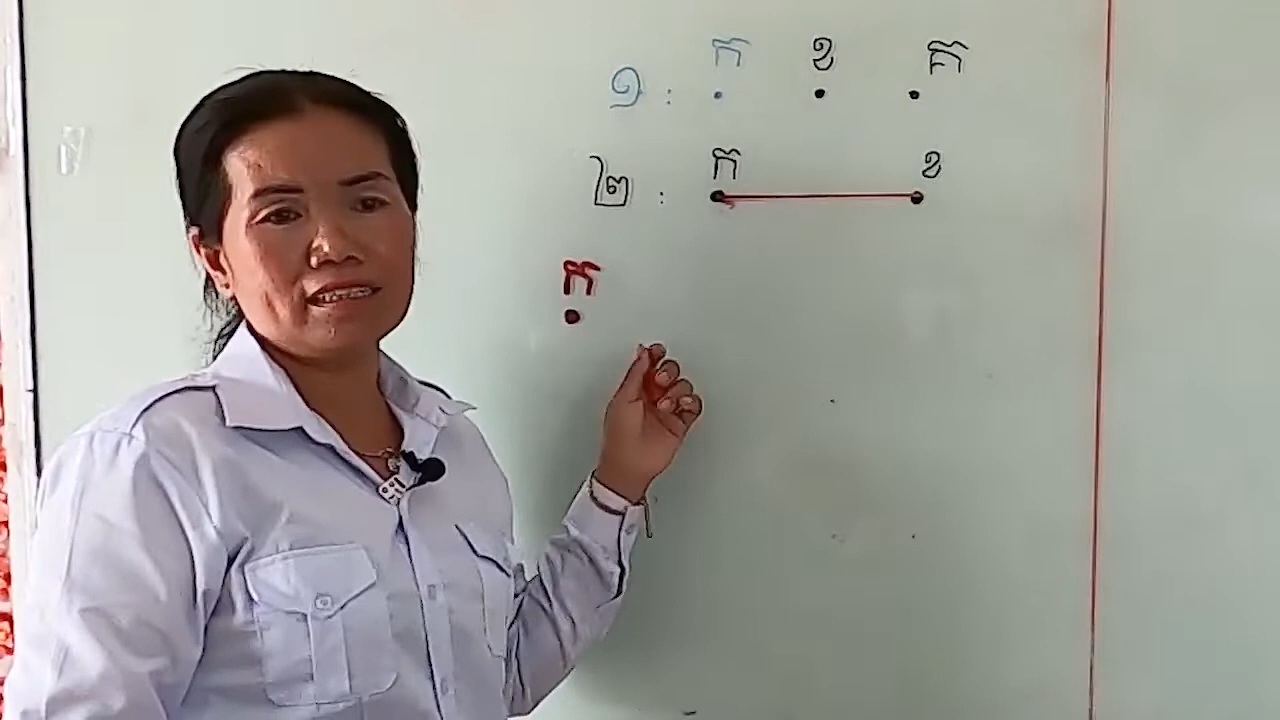 ១ : ក ខ គ
២ : ក ខ
ក